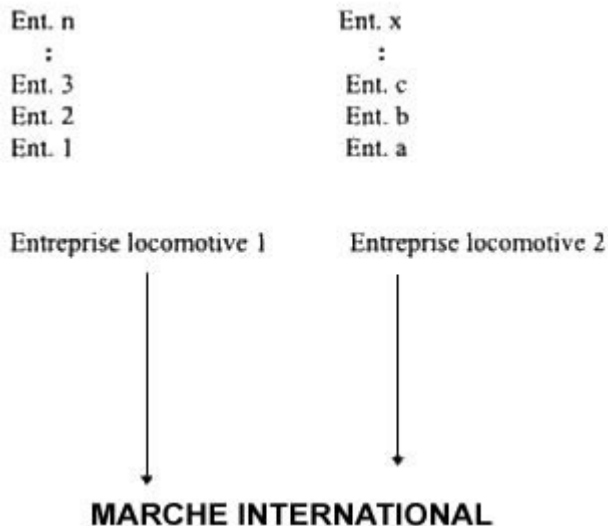 Ent. n
:
Ent. 3
Ent. 2
Ent. 1
Entreprise locomotive 1
Ent. x
:
Ent. c
Ent. b
Ent. a
Entreprise locomotive 2
MARCHE INTERNATIONAL